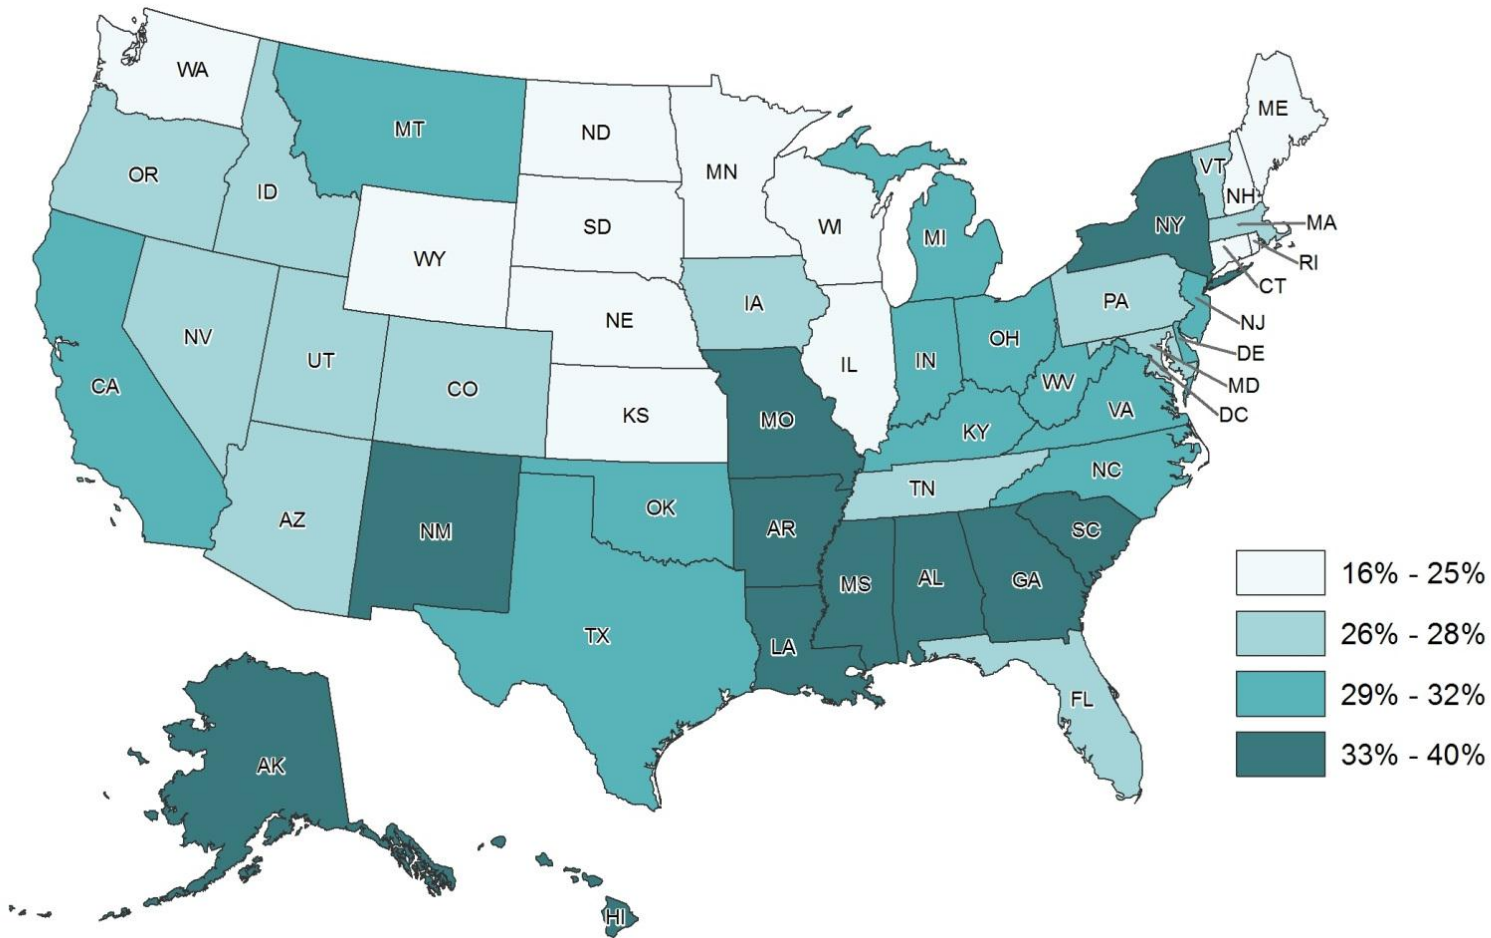 WA
MT
ND
MN
ME
OR
ID
VT
NH
SD
WI
MI
NY
MA
WY
RI
CT
IA
PA
NE
NV
UT
OH
NJ
IN
DE
CO
IL
WV
MD
CA
KS
MO
VA
DC
KY
NC
TN
AZ
NM
OK
AR
SC
MS
AL
GA
TX
LA
FL
AK
HI
16% - 25%
26% - 28%
29% - 32%
33% - 40%